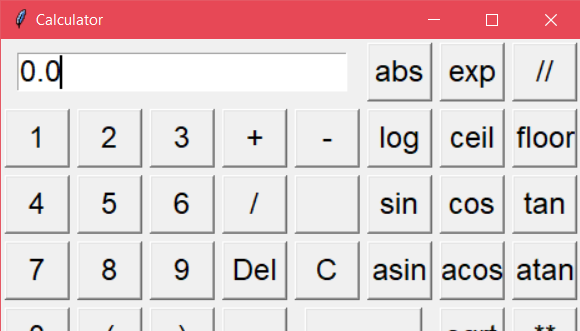 Calculator
0.0 abs exp //
1 2 3 + - log ceil floor
4 5 6 / sin cos tan
7 8 9 Del C asin acos atan